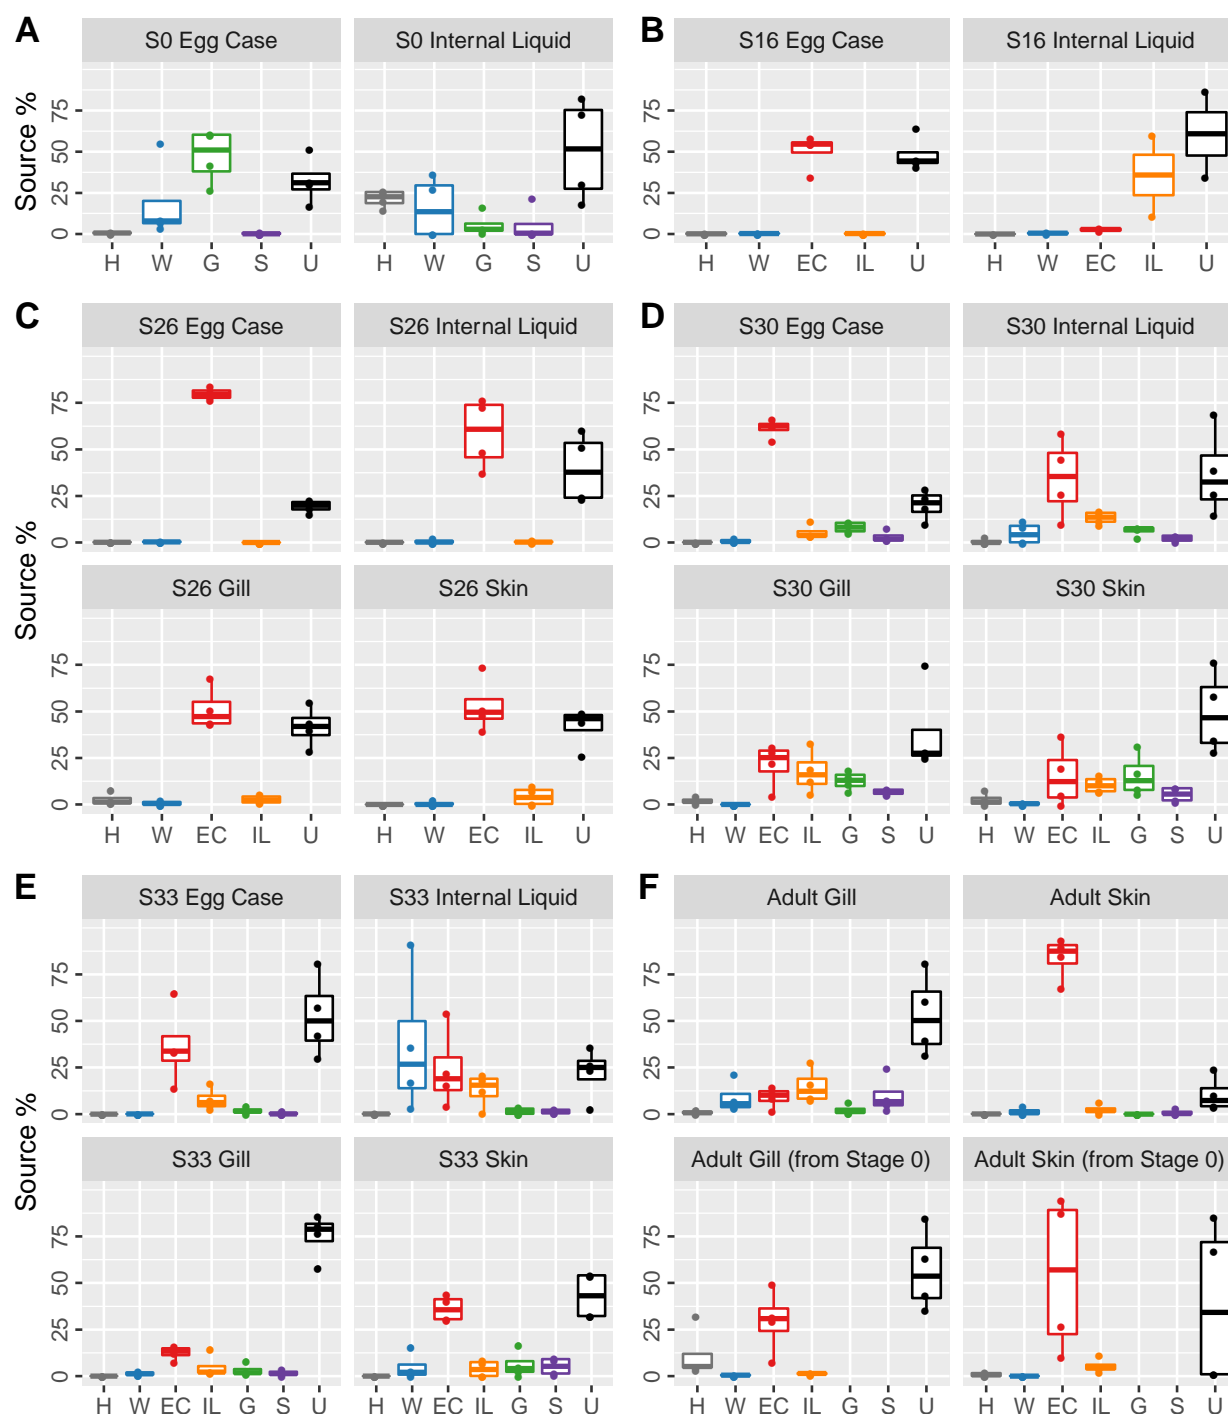 A
S0 Egg Case
S0 Internal Liquid
B
S16 Egg Case
S16 Internal Liquid
Source %
75
50
25
0
H W G S U
H W G S U
H W EC IL U
H W EC IL U
C
S26 Egg Case
S26 Internal Liquid
D
S30 Egg Case
S30 Internal Liquid
75
50
25
0
75
50
25
0
Source %
S26 Gill
S26 Skin
S30 Gill
S30 Skin
75
50
25
0
75
50
25
0
H W EC IL U
H W EC IL U
H W EC IL G S U
H W EC IL G S U
E
S33 Egg Case
S33 Internal Liquid
F
Adult Gill
Adult Skin
75
50
25
0
75
50
25
0
Source %
S33 Gill
S33 Skin
Adult Gill (from Stage 0)
Adult Skin (from Stage 0)
75
50
25
0
75
50
25
0
H W EC IL G S U
H W EC IL G S U
H W EC IL G S U
H W EC IL G S U